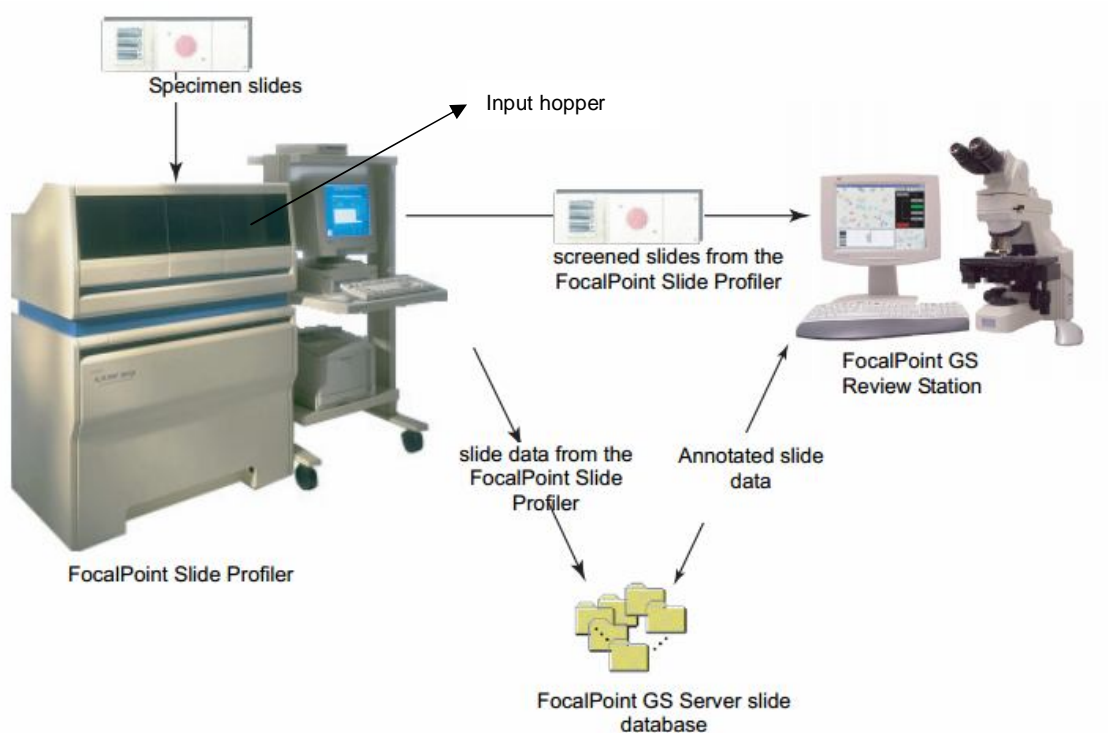 Specimen slides
Input hopper
screened slides from the
FocalPoint Slide Profiler
FocalPoint GS
Review Station
slide data from the
FocalPoint Slide
Profiler
Annotated slide
data
FocalPoint Slide Profiler
FocalPoint GS Server slide
database